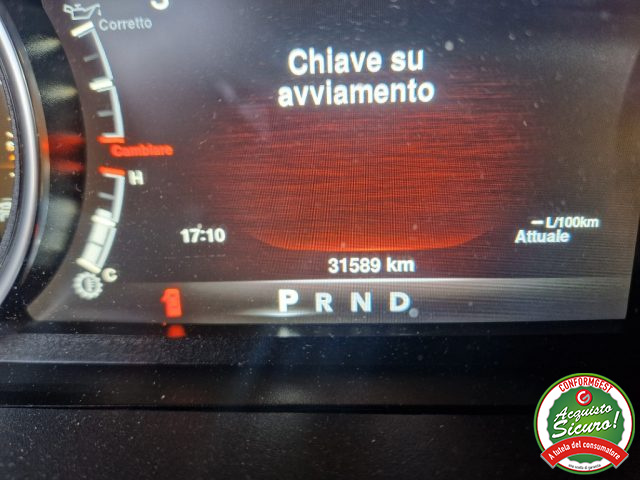 Corretto
Chiave su
avviamento
Cambiare
H
17:10
-- L/100km
Attuale
C
31589 km
P R N D
CONFORMGEST
Acquisto
Sicuro!
A tutela del consumatore